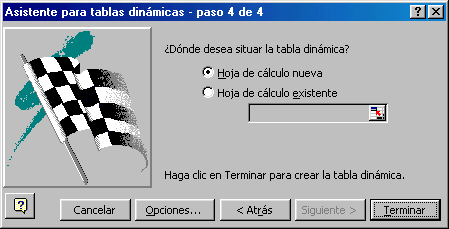 Asistente para tablas dinámicas - paso 4 de 4
¿Dónde desea situar la tabla dinámica?
Hoja de cálculo nueva
Hoja de cálculo existente
Haga clic en Terminar para crear la tabla dinámica.
Cancelar
Opciones...
< Atrás
Siguiente >
Terminar